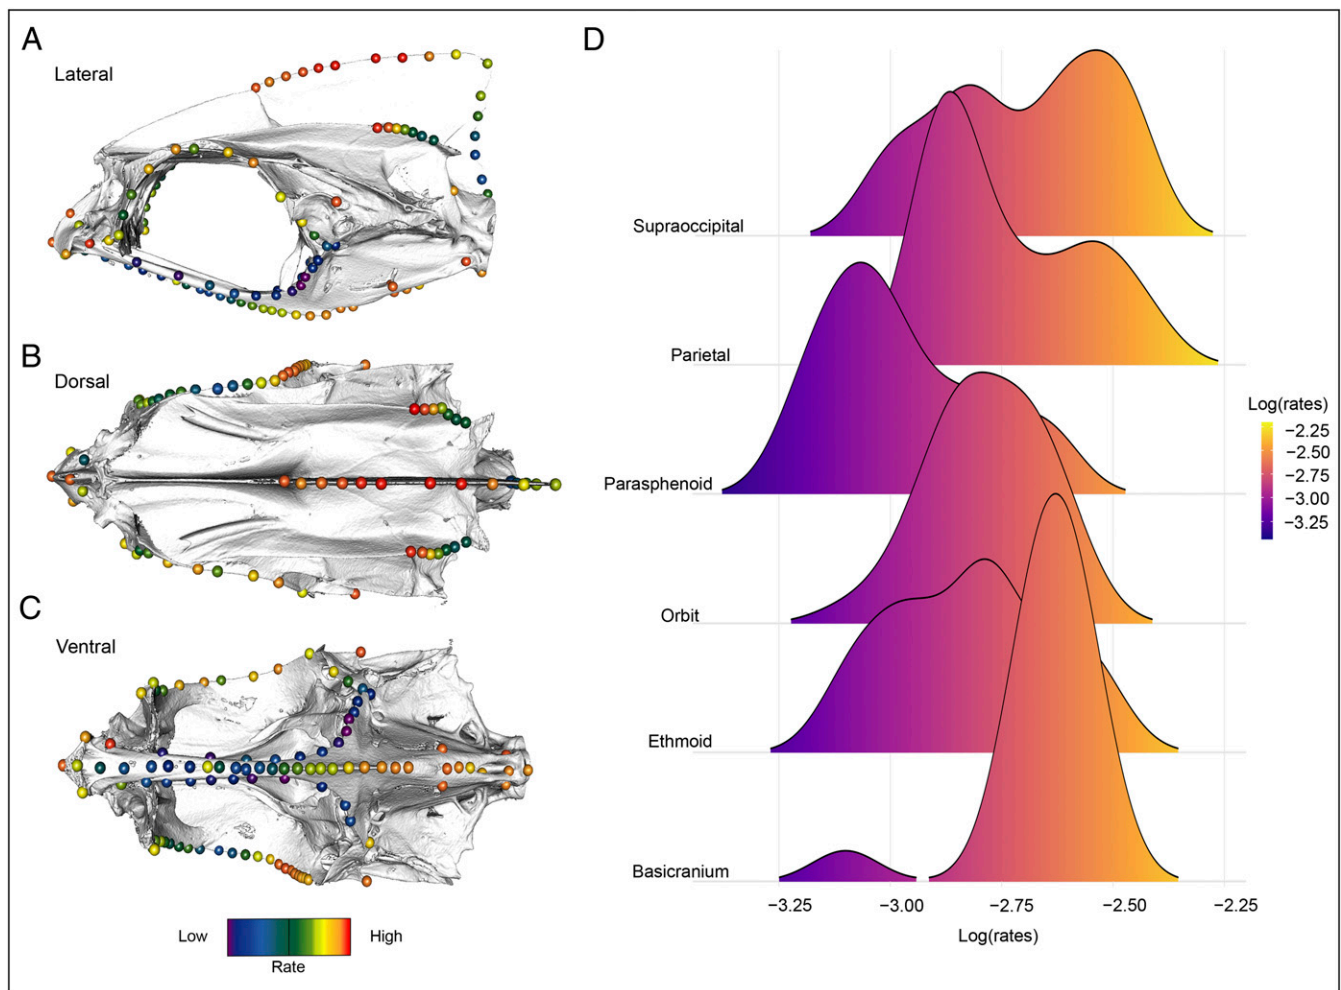 A
Lateral
B
Dorsal
C
Ventral
Low
High
Rate
D
Supraoccipital
Parietal
Parasphenoid
Orbit
Ethmoid
Basicranium
−3.25
−3.00
−2.75
−2.50
−2.25
Log(rates)
Log(rates)
−2.25
−2.50
−2.75
−3.00
−3.25